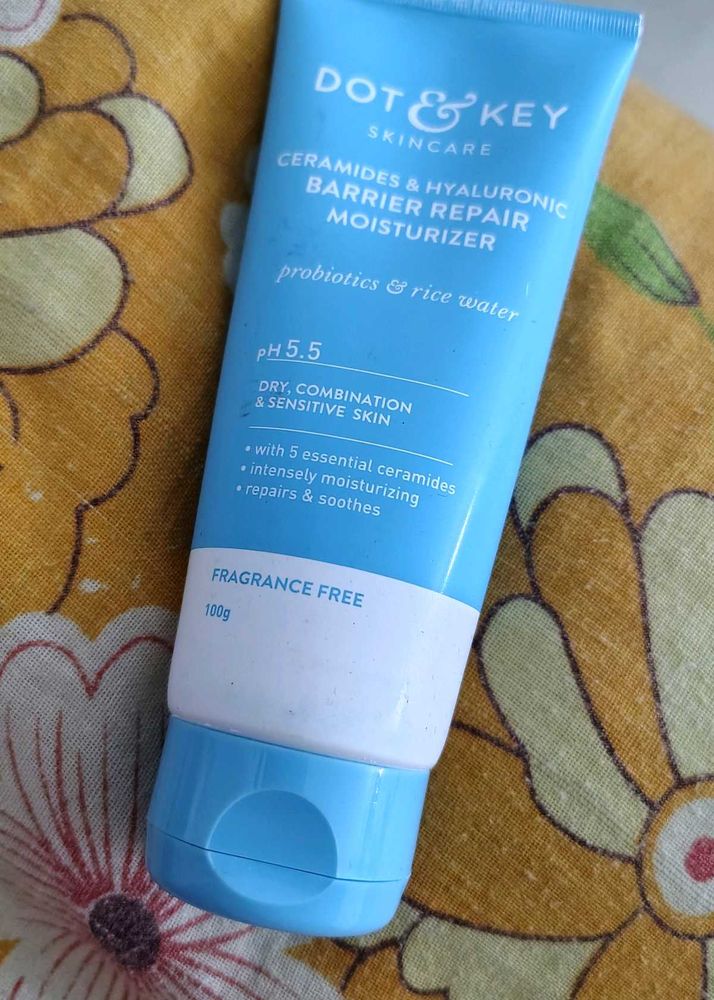 DOT & KEY
SKINCARE
CERAMIDES & HYALURONIC
BARRIER REPAIR
MOISTURIZER
probiotics & rice water
pH 5.5
DRY, COMBINATION
& SENSITIVE SKIN
• with 5 essential ceramides
• intensely moisturizing
• repairs & soothes
FRAGRANCE FREE
100g